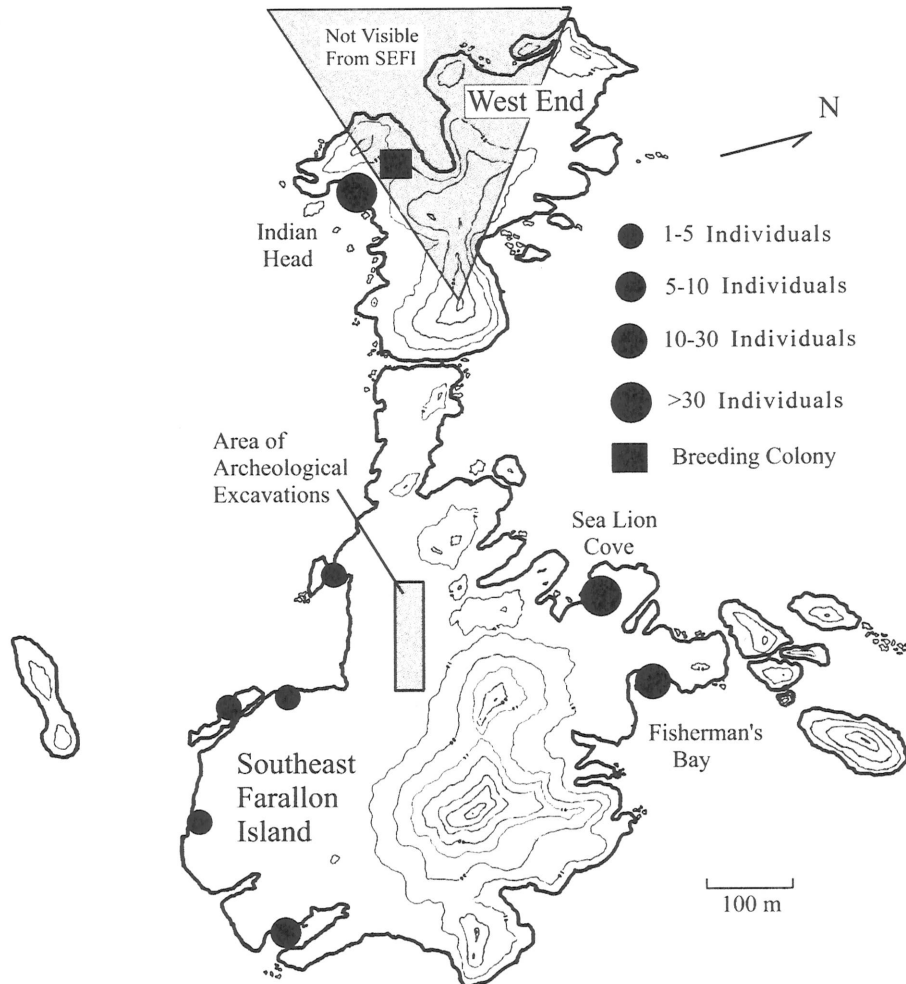 Not Visible
From SEFI
West End
N
Indian
Head
1-5 Individuals
5-10 Individuals
10-30 Individuals
>30 Individuals
Breeding Colony
Area of
Archeological
Excavations
Sea Lion
Cove
Fisherman's
Bay
Southeast
Farallon
Island
100 m